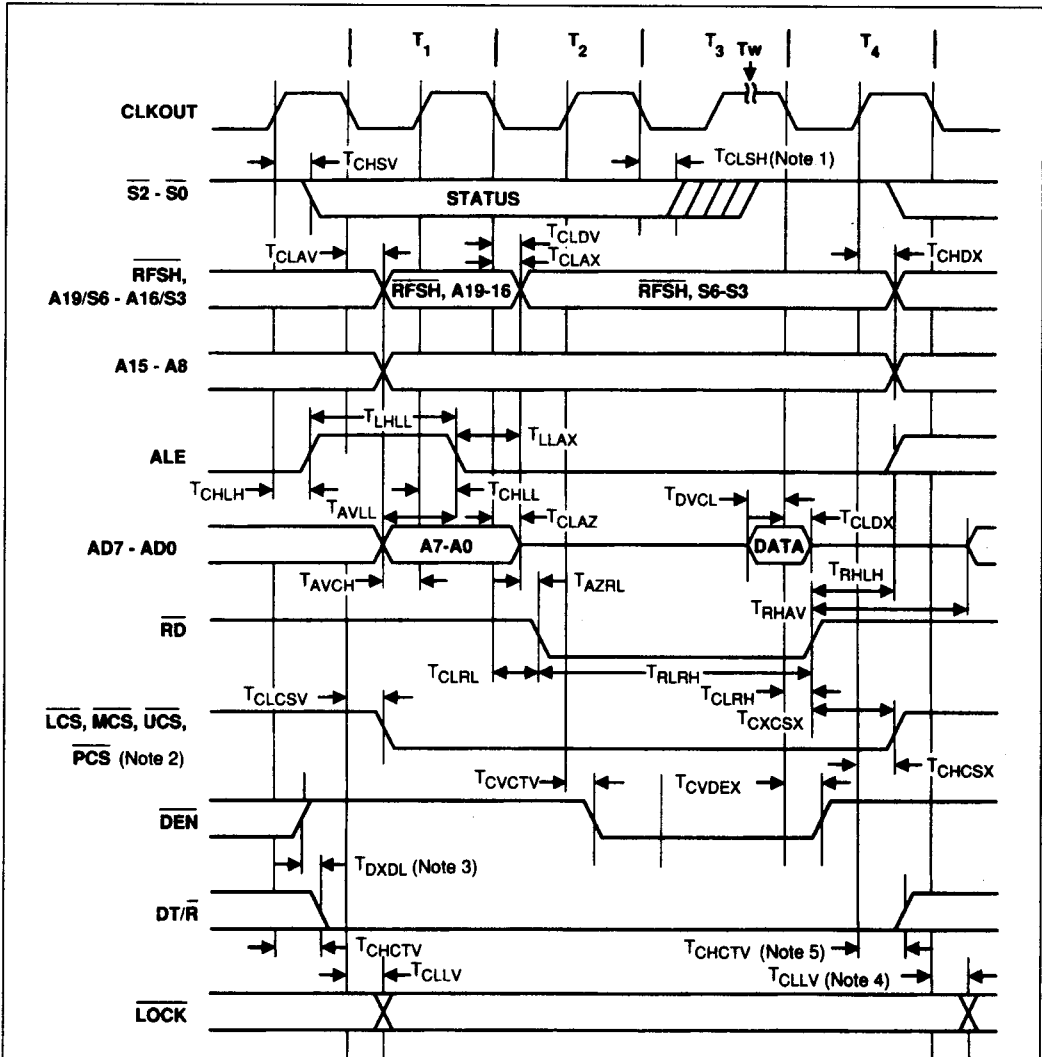 T1 T2 T3 TW T4
CLKOUT
TCHSV TCLSH (Note 1)
S2 - S0 STATUS
TCLDV
TCLAV TCLAX TCHDX
RFSH,
A19/S6 - A16/S3 RFSH, A19-16 RFSH, S6-S3
A15 - A8
TLHLL
TLLAX
ALE
TCHLH TCHLL TDVCL
TAVLL TCLAZ TCLDX
AD7 - AD0 A7-A0 DATA
TRHLH
TAVCH TAZRL
TRHAV
RD
TCLRL TRLRH
TCLCSV TCLRH
LCS, MCS, UCS, TCXCSX
PCS (Note 2)
TCHCSX
TCVCTV TCVDEX
DEN
TDXDL (Note 3)
DT/R
TCHCTV TCHCTV (Note 5)
TCLLV TCLLV (Note 4)
LOCK